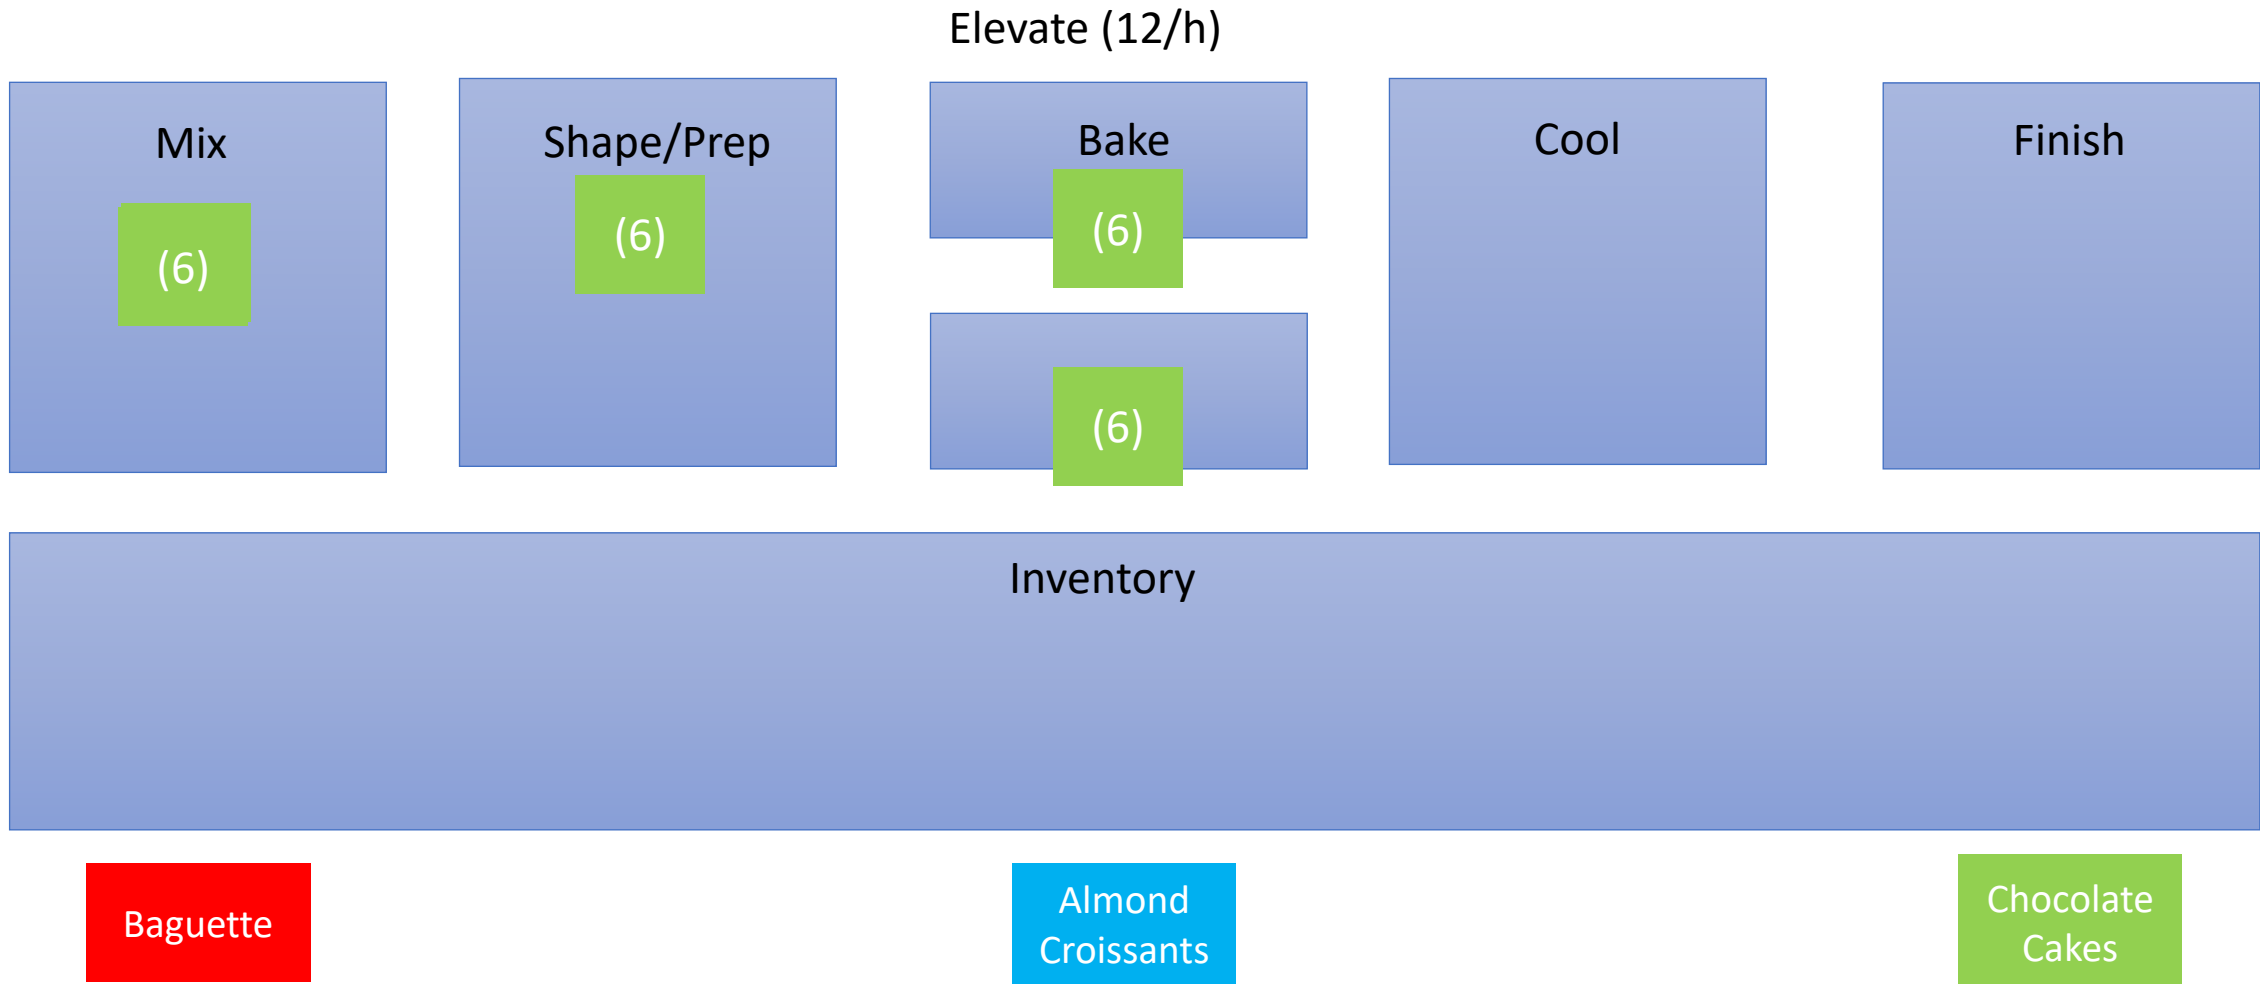 Elevate (12/h)
Mix
Shape/Prep
Bake
Cool
Finish
(6)
(6)
(6)
(6)
Inventory
Baguette
Almond
Croissants
Chocolate
Cakes